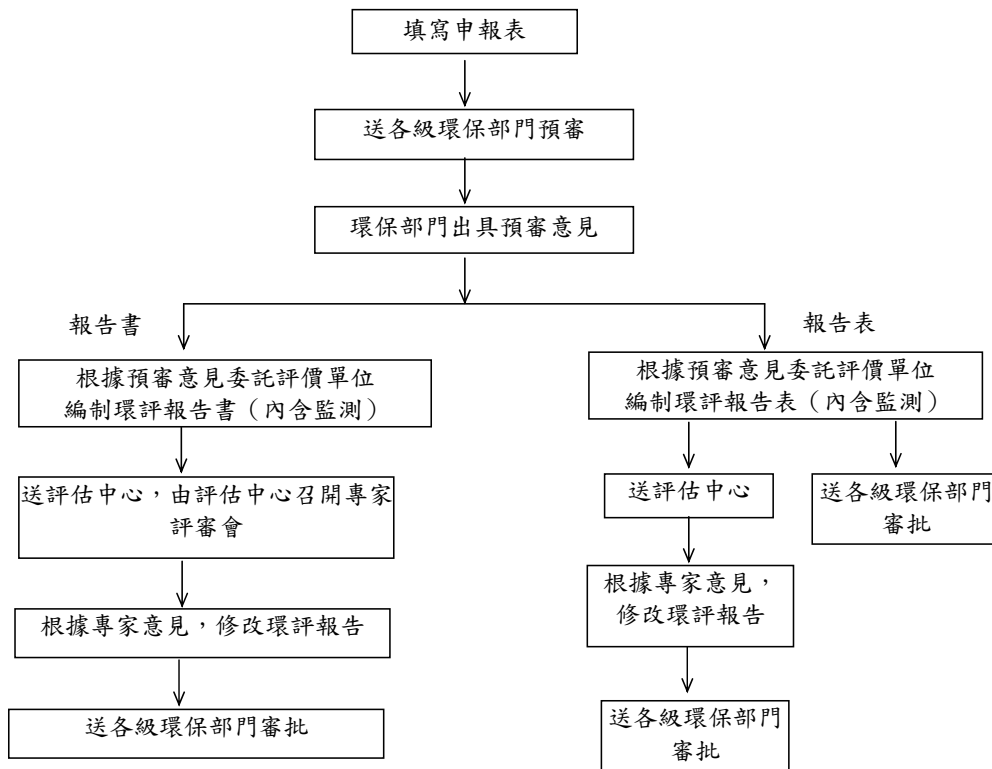 填寫申報表
送各級環保部門預審
環保部門出具預審意見
報告書
根據預審意見委託評價單位
編制環評報告書（內含監測）
送評估中心，由評估中心召開專家
評審會
根據專家意見，修改環評報告
送各級環保部門審批
報告表
根據預審意見委託評價單位
編制環評報告表（內含監測）
送評估中心
根據專家意見，
修改環評報告
送各級環保部門
審批
送各級環保部門
審批